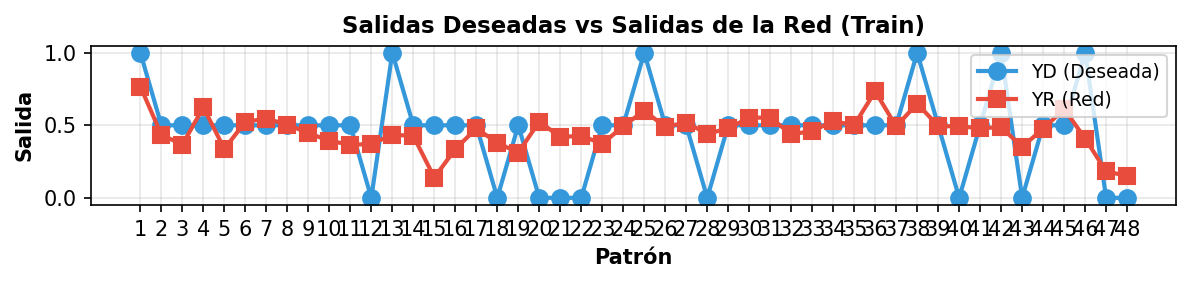 Salidas Deseadas vs Salidas de la Red (Train)
1.0
0.5
0.0
Salida
YD (Deseada)
YR (Red)
1 2 3 4 5 6 7 8 9 10 11 12 13 14 15 16 17 18 19 20 21 22 23 24 25 26 27 28 29 30 31 32 33 34 35 36 37 38 39 40 41 42 43 44 45 46 47 48
Patrón